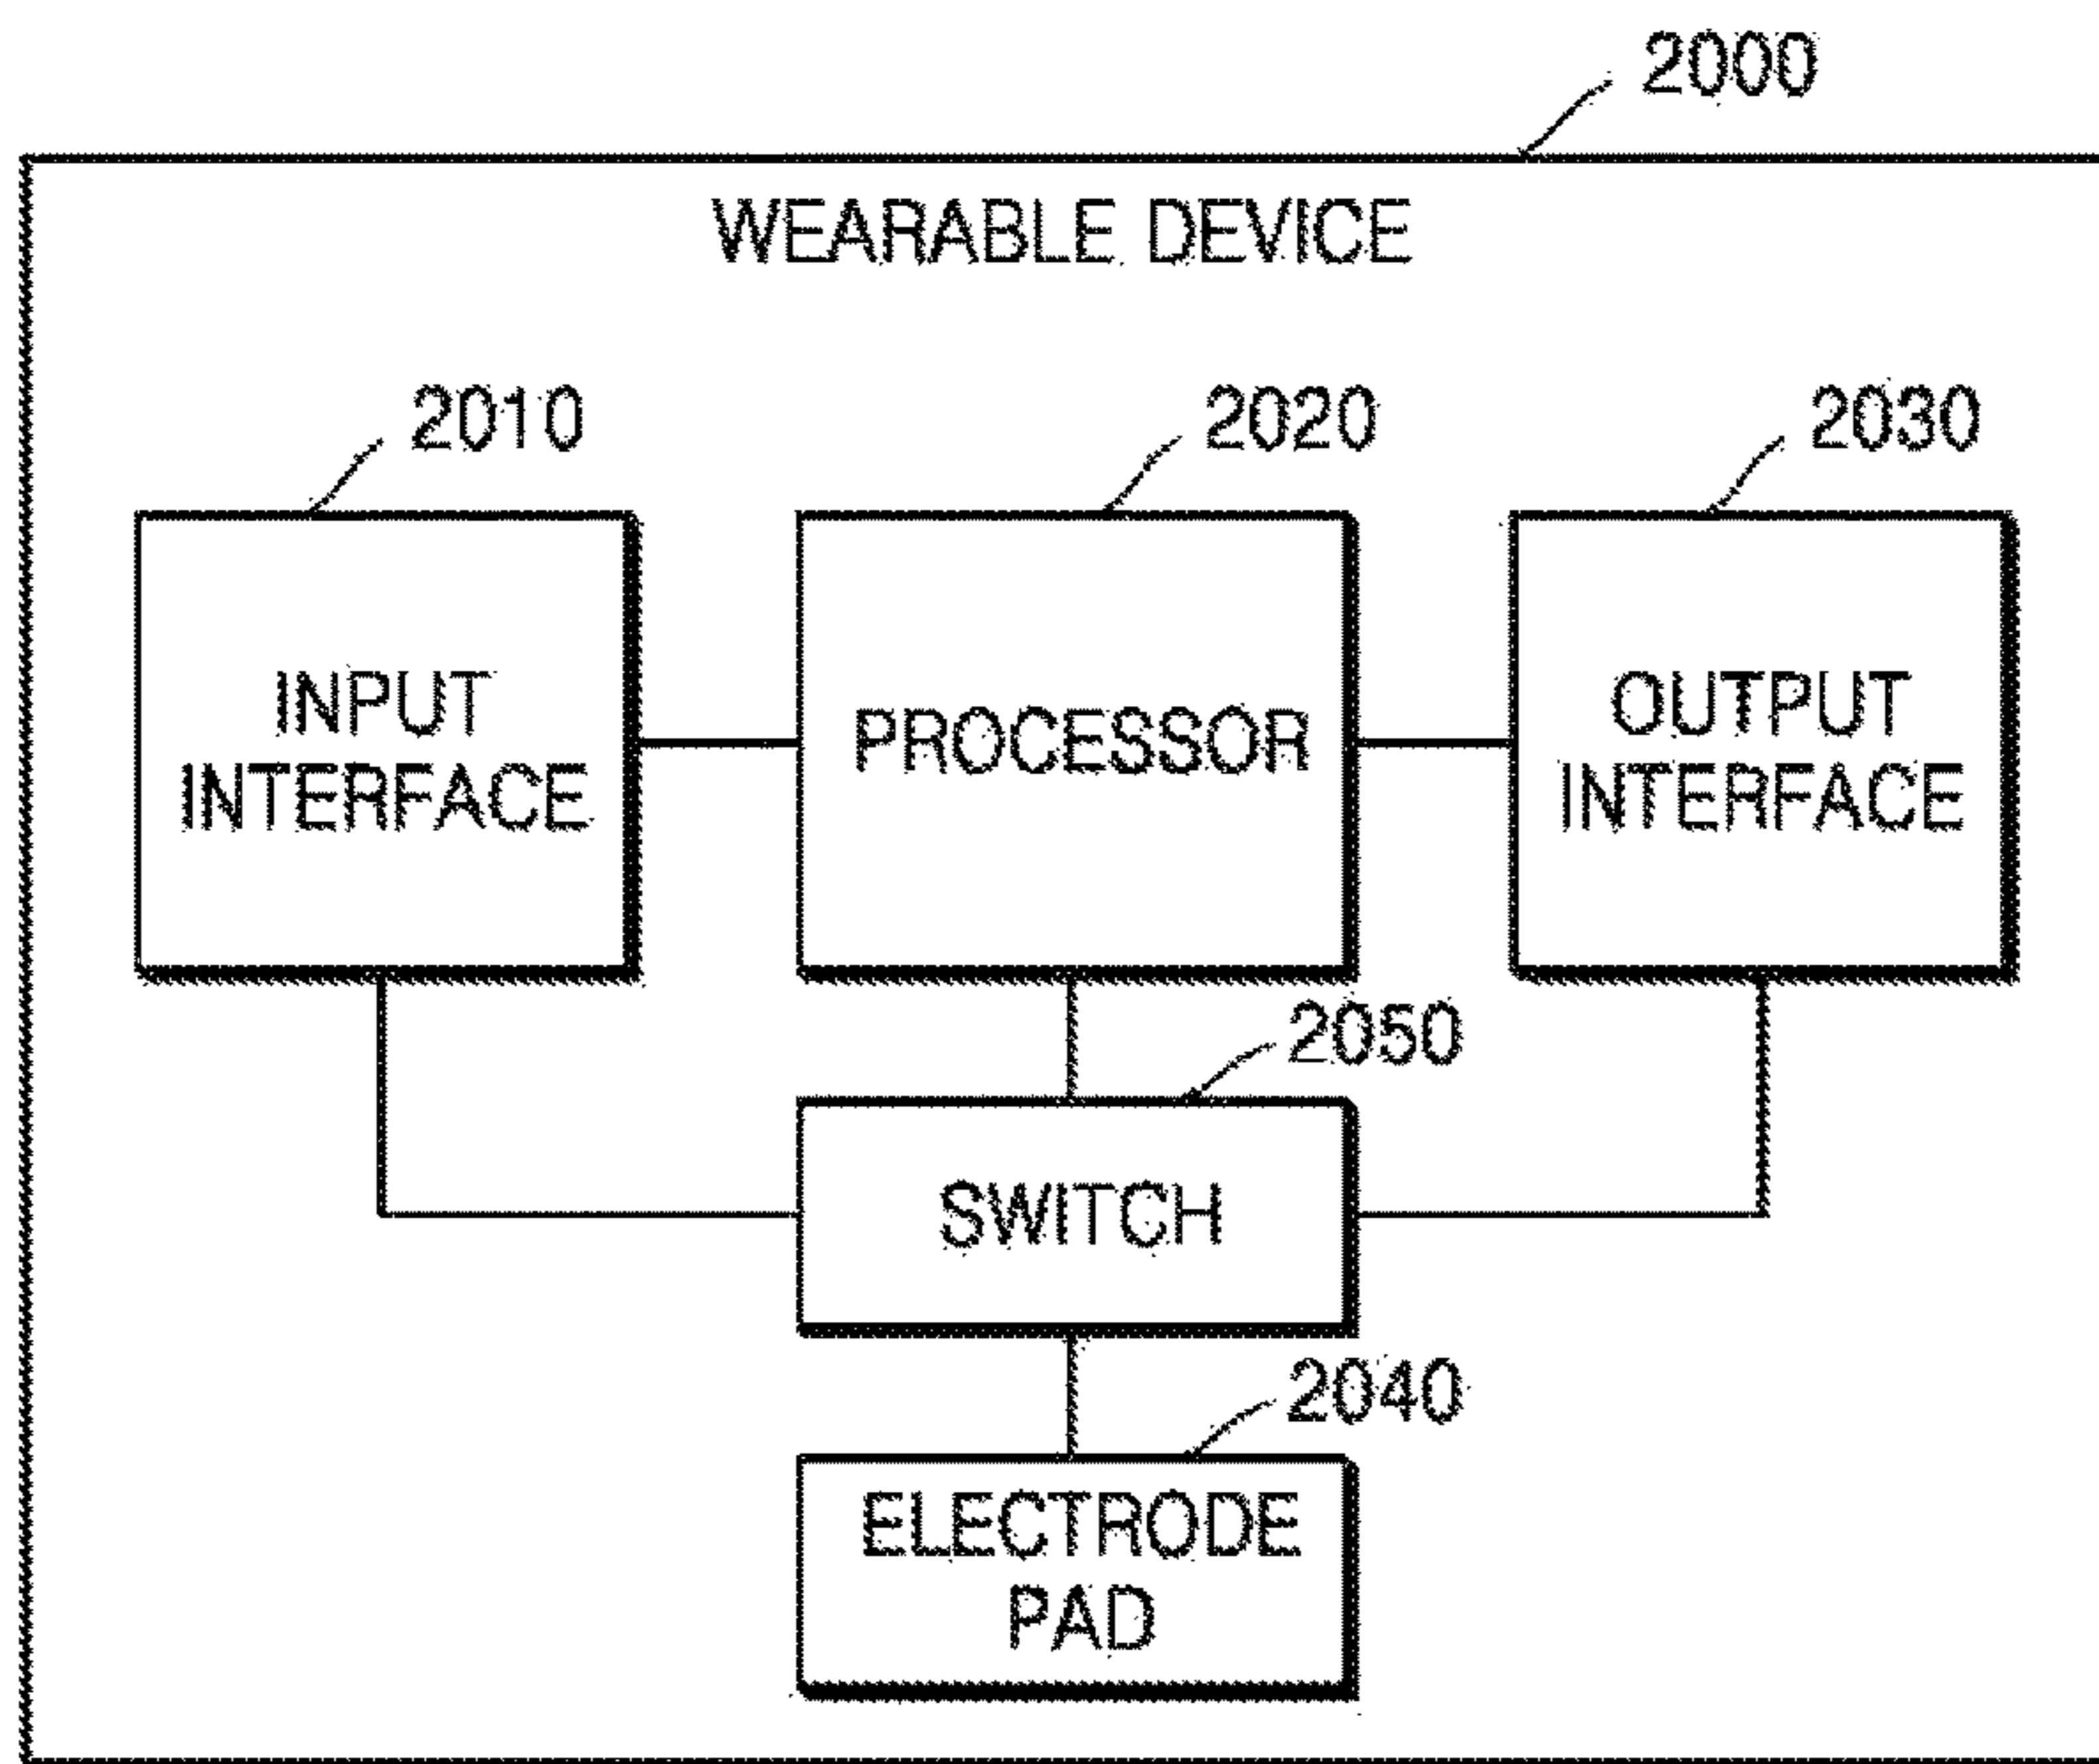 2000
WEARABLE DEVICE
2010
2020
2030
INPUT
INTERFACE
PROCESSOR
OUTPUT
INTERFACE
2050
SWITCH
2040
ELECTRODE
PAD